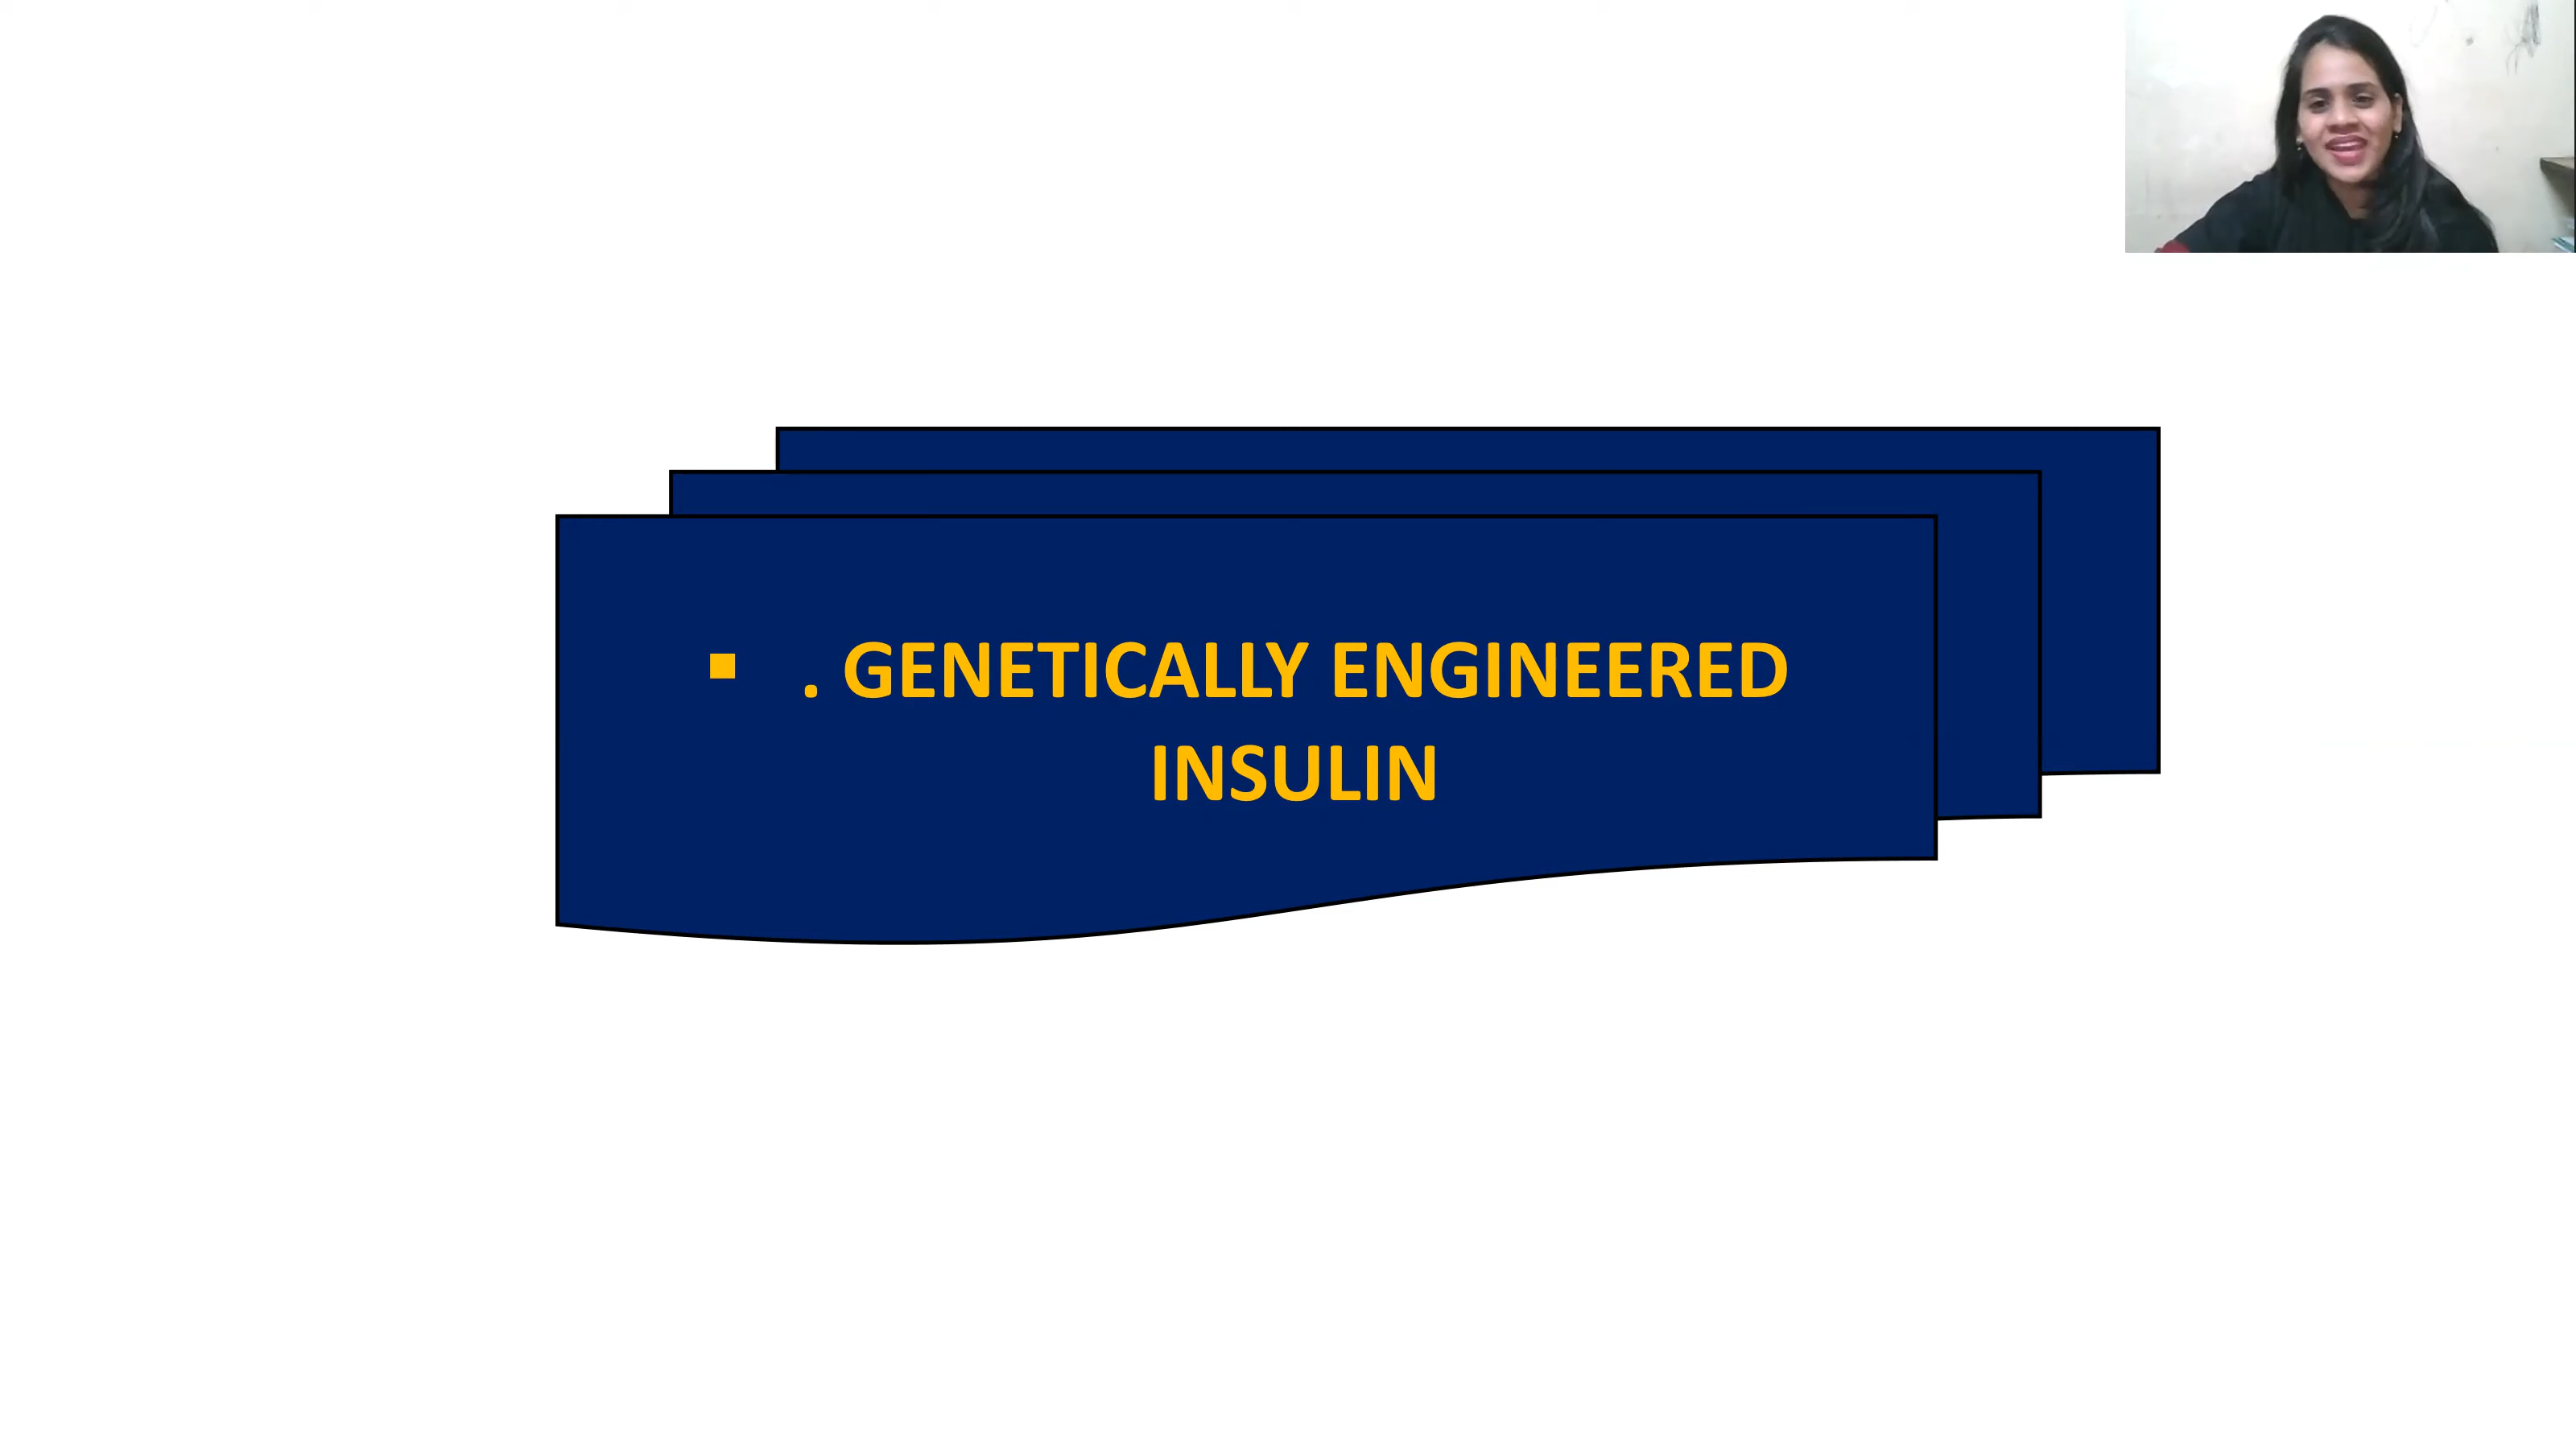 ▪ . GENETICALLY ENGINEERED
INSULIN